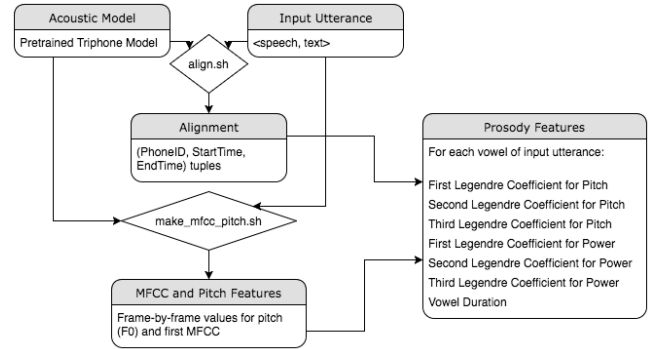 Acoustic Model
Pretrained Triphone Model
Input Utterance
<speech, text>
align.sh
Alignment
(PhoneID, StartTime,
EndTime) tuples
make_mfcc_pitch.sh
MFCC and Pitch Features
Frame-by-frame values for pitch
(F0) and first MFCC
Prosody Features
For each vowel of input utterance:
First Legendre Coefficient for Pitch
Second Legendre Coefficient for Pitch
Third Legendre Coefficient for Pitch
First Legendre Coefficient for Power
Second Legendre Coefficient for Power
Third Legendre Coefficient for Power
Vowel Duration